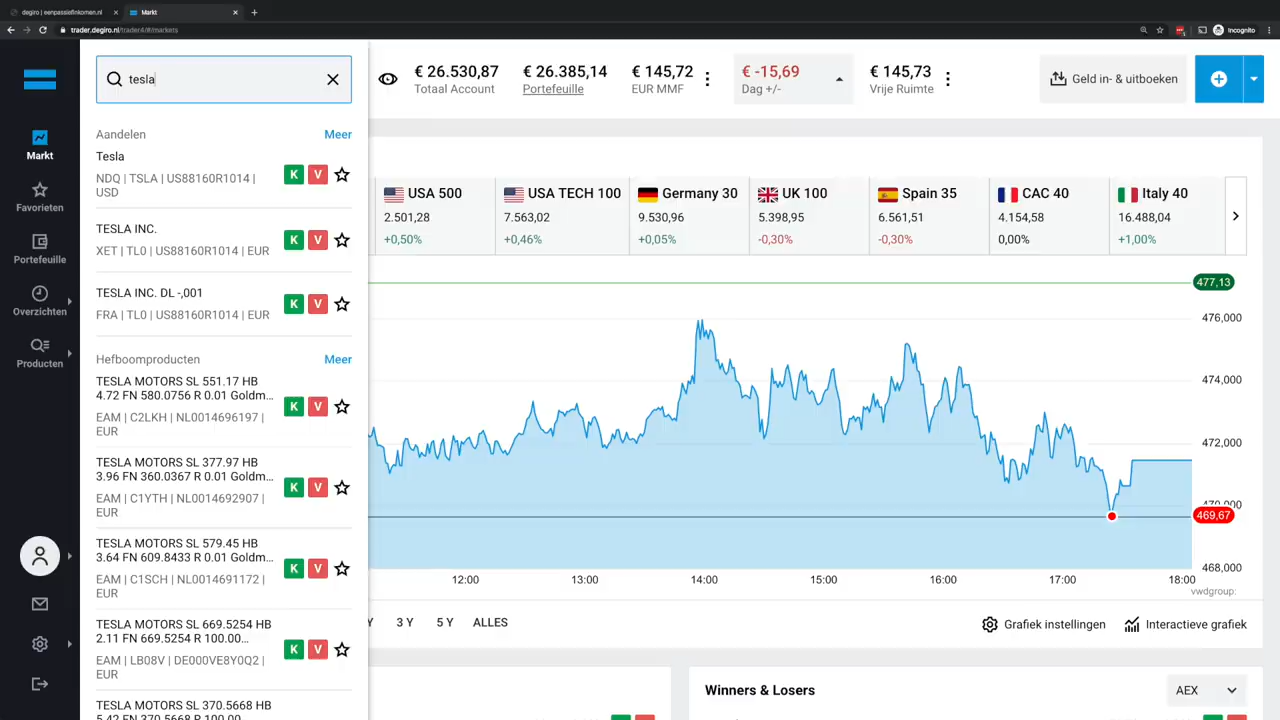 degiro | eenpassiefinkomen.nl
Markt
trader.degiro.nl/trader4/#/markets
Incognito
tesla
€ 26.530,87
Totaal Account
€ 26.385,14
Portefeuille
€ 145,72
EUR MMF
€ -15,69
Dag +/-
€ 145,73
Vrije Ruimte
Geld in- & uitboeken
Markt
Favorieten
Portefeuille
Overzichten
Producten
Aandelen
Meer
Tesla
NDQ | TSLA | US88160R1014 |
USD
K V
TESLA INC.
XET | TL0 | US88160R1014 | EUR
K V
TESLA INC. DL -,001
FRA | TL0 | US88160R1014 | EUR
K V
Hefboomproducten
Meer
TESLA MOTORS SL 551.17 HB
4.72 FN 580.0756 R 0.01 Goldm...
EAM | C2LKH | NL0014696197 |
EUR
K V
TESLA MOTORS SL 377.97 HB
3.96 FN 360.0367 R 0.01 Goldm...
EAM | C1YTH | NL0014692907 |
EUR
K V
TESLA MOTORS SL 579.45 HB
3.64 FN 609.8433 R 0.01 Goldm...
EAM | C1SCH | NL0014691172 |
EUR
K V
TESLA MOTORS SL 669.5254 HB
2.11 FN 669.5254 R 100.00...
EAM | LB08V | DE000VE8Y0Q2 |
EUR
K V
TESLA MOTORS SL 370.5668 HB
5.42 FN 370.5668 R 100.00
USA 500
2.501,28
+0,50%
USA TECH 100
7.563,02
+0,46%
Germany 30
9.530,96
+0,05%
UK 100
5.398,95
-0,30%
Spain 35
6.561,51
-0,30%
CAC 40
4.154,58
0,00%
Italy 40
16.488,04
+1,00%
477,13
476,000
474,000
472,000
470,000
469,67
468,000
12:00
13:00
14:00
15:00
16:00
17:00
18:00
vwdgroup:
Y
3 Y
5 Y
ALLES
Grafiek instellingen
Interactieve grafiek
Winners & Losers
AEX